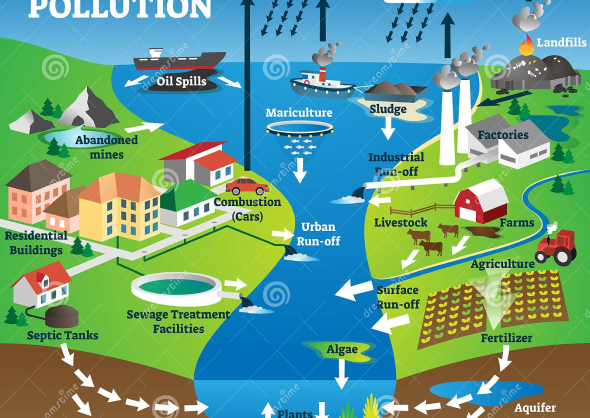 POLLUTION
Landfills
Oil Spills
Mariculture
Sludge
Factories
Abandoned
mines
Industrial
Run-off
Combustion
(Cars)
Livestock
Farms
Urban
Run-off
Residential
Buildings
Agriculture
Surface
Run-off
Sewage Treatment
Facilities
Septic Tanks
Fertilizer
Algae
Plants
Aquifer
dreamstime